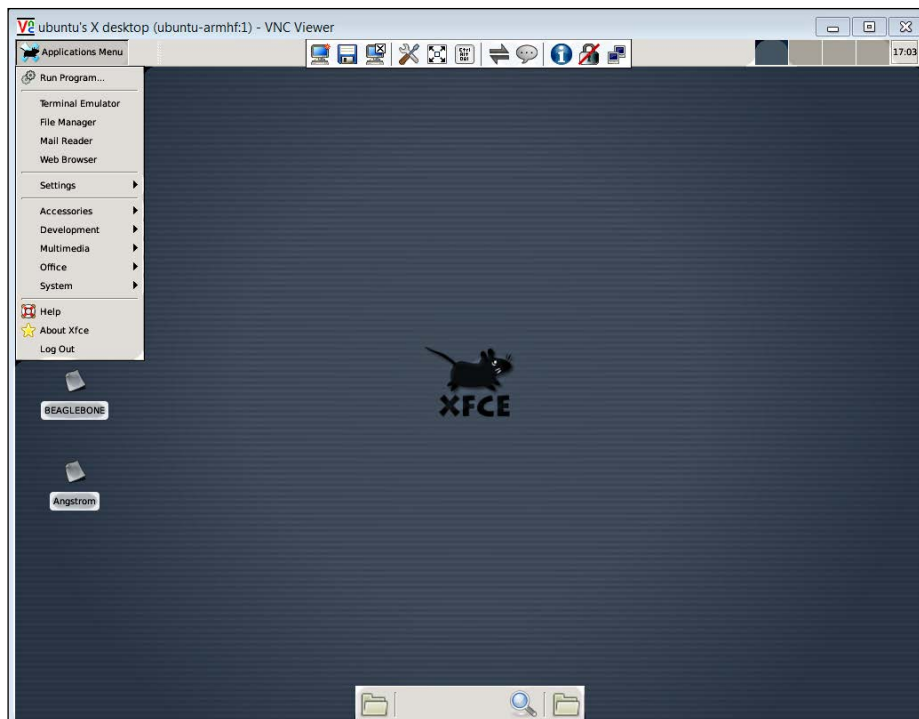 ubuntu's X desktop (ubuntu-armhf:1) - VNC Viewer
Applications Menu
17:03
Run Program...
Terminal Emulator
File Manager
Mail Reader
Web Browser
Settings
Accessories
Development
Multimedia
Office
System
Help
About Xfce
Log Out
BEAGLEBONE
XFCE
Angstrom